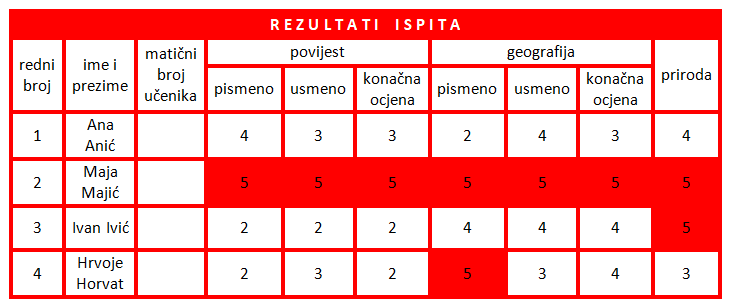 REZULTATI ISPITA
redni broj	ime i prezime	matični broj učenika	povijest	geografija	priroda
pismeno	usmeno	konačna ocjena	pismeno	usmeno	konačna ocjena
1	Ana Anić	4	3	3	2	4	3	4
2	Maja Majić	5	5	5	5	5	5	5
3	Ivan Ivić	2	2	2	4	4	4	5
4	Hrvoje Horvat	2	3	2	5	3	4	3